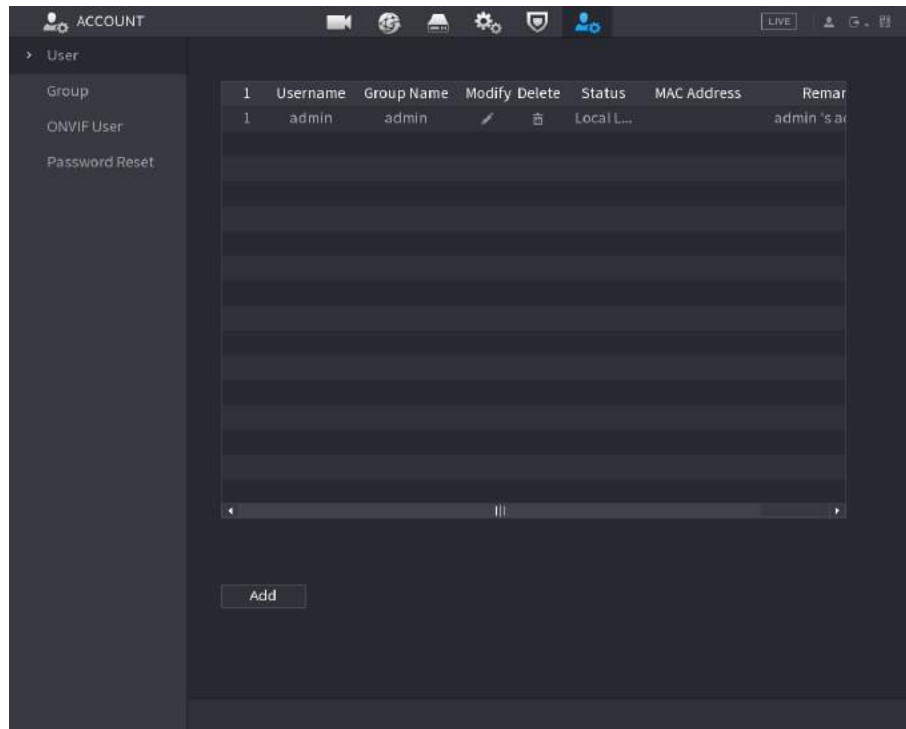 ACCOUNT LIVE
User
Group
ONVIF User
Password Reset
1 Username Group Name Modify Delete Status MAC Address Remar
1 admin admin Local L... admin 's ac
Add